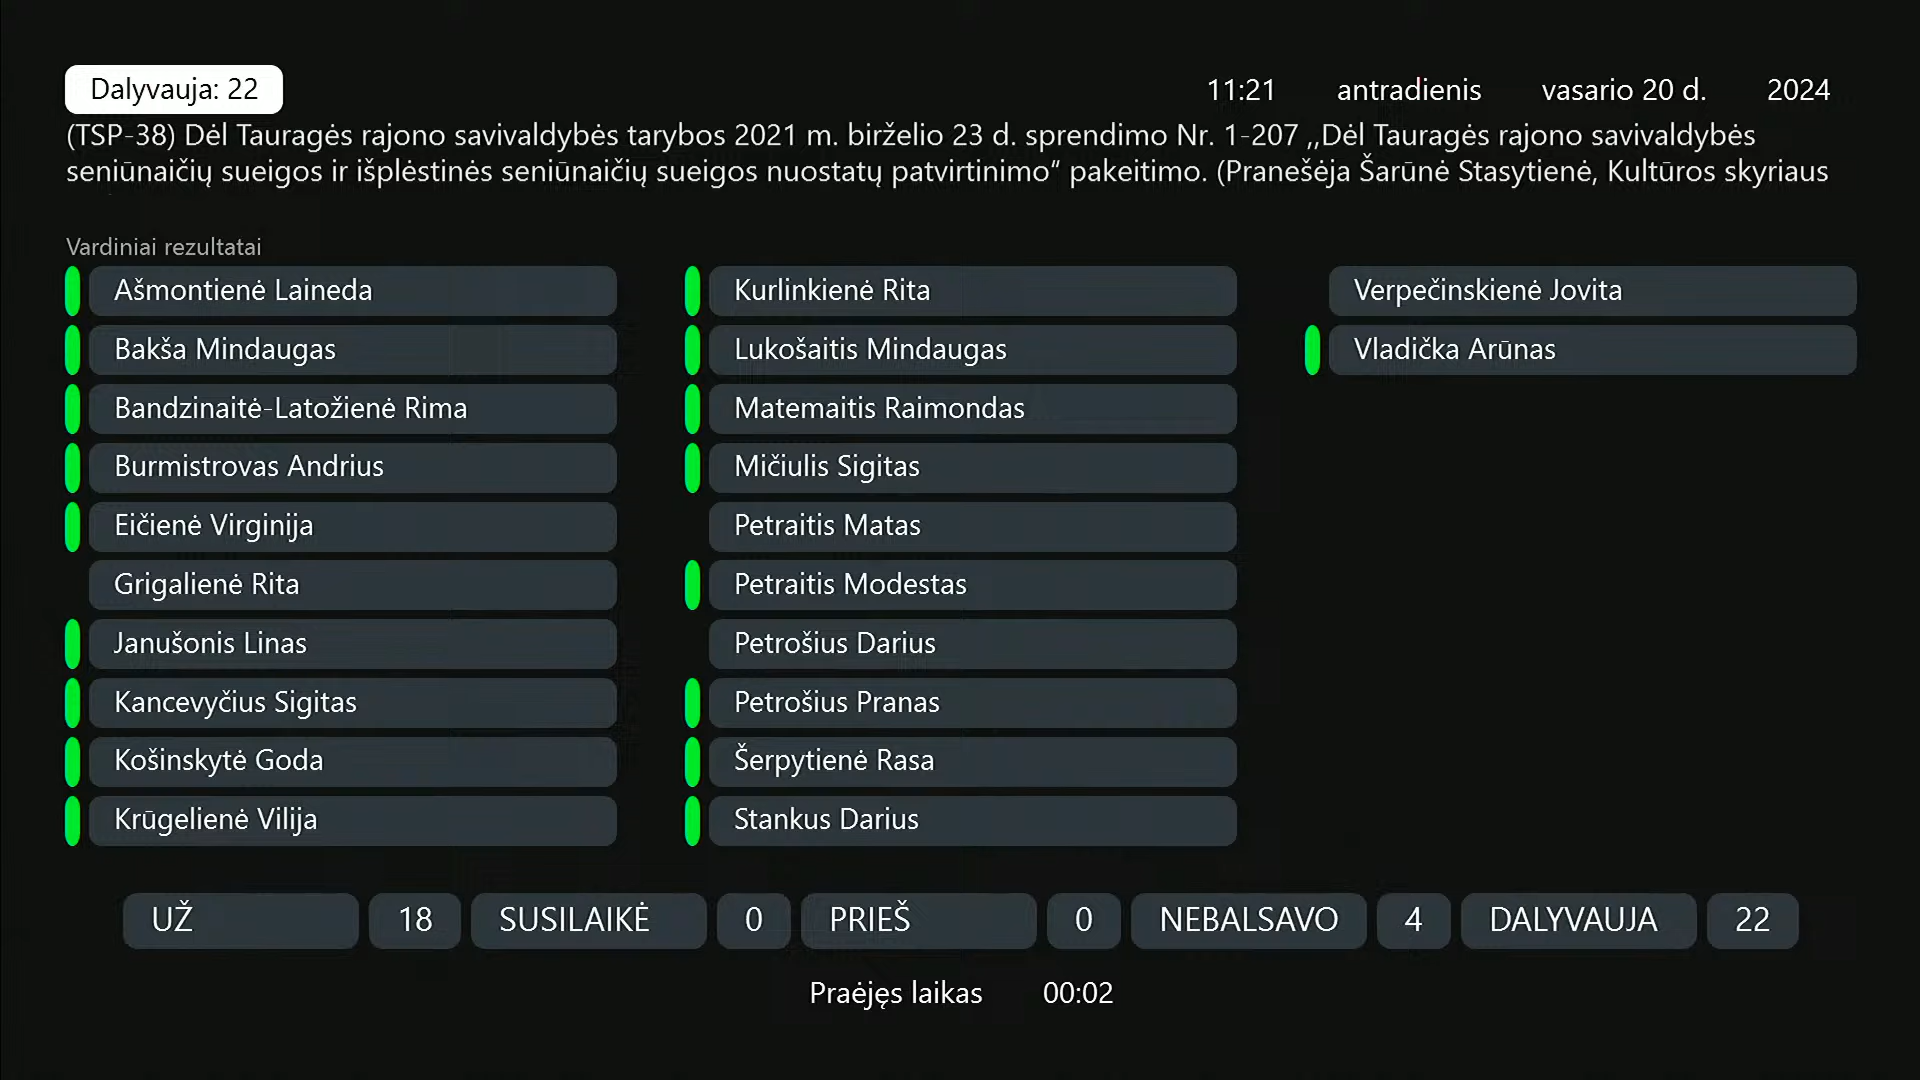 Dalyvauja: 22
11:21 antradienis vasario 20 d. 2024
(TSP-38) Dėl Tauragės rajono savivaldybės tarybos 2021 m. birželio 23 d. sprendimo Nr. 1-207 ,,Dėl Tauragės rajono savivaldybės
seniūnaičių sueigos ir išplėstinės seniūnaičių sueigos nuostatų patvirtinimo“ pakeitimo. (Pranešėja Šarūnė Stasytienė, Kultūros skyriaus
Vardiniai rezultatai
Ašmontienė Laineda
Bakša Mindaugas
Bandzinaitė-Latožienė Rima
Burmistrovas Andrius
Eičienė Virginija
Grigalienė Rita
Janušonis Linas
Kancevyčius Sigitas
Košinskytė Goda
Krūgelienė Vilija
Kurlinkienė Rita
Lukošaitis Mindaugas
Matemaitis Raimondas
Mičiulis Sigitas
Petraitis Matas
Petraitis Modestas
Petrošius Darius
Petrošius Pranas
Šerpytienė Rasa
Stankus Darius
Verpečinskienė Jovita
Vladička Arūnas
UŽ 18 SUSILAIKĖ 0 PRIEŠ 0 NEBALSAVO 4 DALYVAUJA 22
Praėjęs laikas 00:02